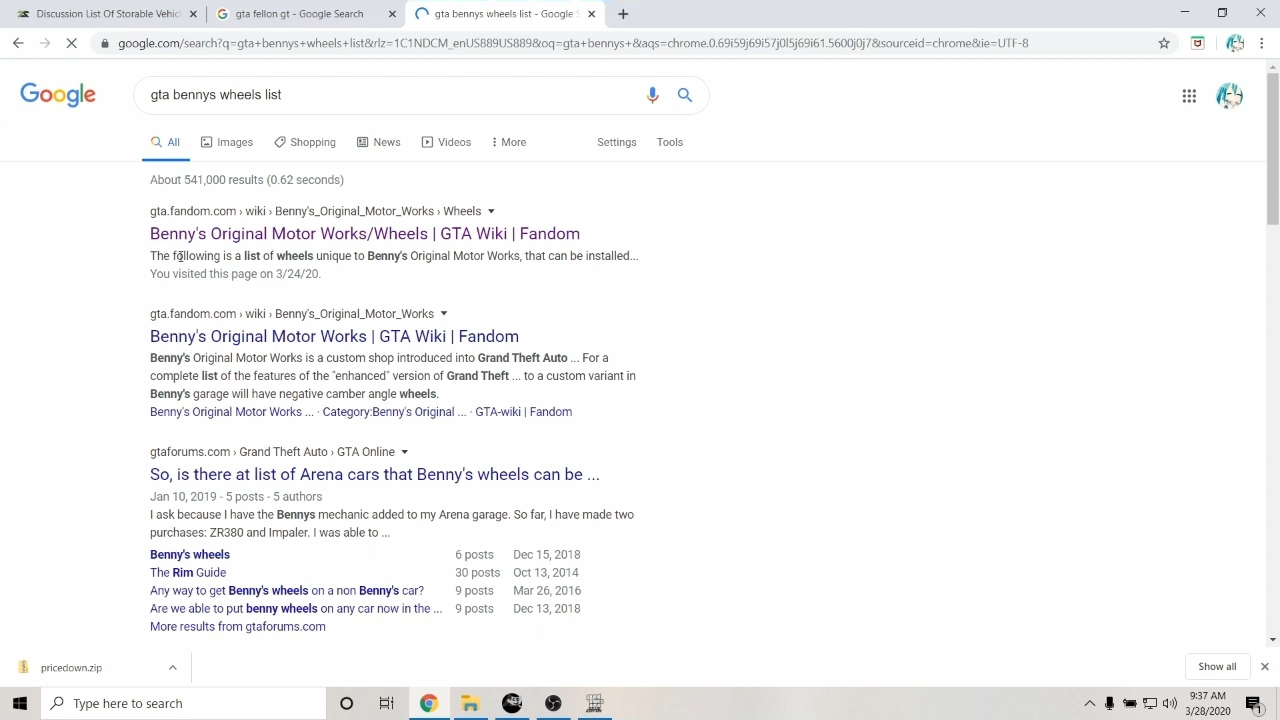 Discussion List Of Storable Vehicl
gta fellon gt - Google Search
gta bennys wheels list - Google S
google.com/search?q=gta+bennys+wheels+list&rlz=1C1NDCM_enUS889US889&oq=gta+bennys+&aqs=chrome.0.69i59j69i57j0l5j69i61.5600j0j7&sourceid=chrome&ie=UTF-8
Google
gta bennys wheels list
All Images Shopping News Videos More Settings Tools
About 541,000 results (0.62 seconds)
gta.fandom.com › wiki › Benny's_Original_Motor_Works › Wheels
Benny's Original Motor Works/Wheels | GTA Wiki | Fandom
The following is a list of wheels unique to Benny's Original Motor Works, that can be installed...
You visited this page on 3/24/20.
gta.fandom.com › wiki › Benny's_Original_Motor_Works
Benny's Original Motor Works | GTA Wiki | Fandom
Benny's Original Motor Works is a custom shop introduced into Grand Theft Auto ... For a
complete list of the features of the "enhanced" version of Grand Theft ... to a custom variant in
Benny's garage will have negative camber angle wheels.
Benny's Original Motor Works ... · Category:Benny's Original ... · GTA-wiki | Fandom
gtaforums.com › Grand Theft Auto › GTA Online
So, is there at list of Arena cars that Benny's wheels can be ...
Jan 10, 2019 - 5 posts - 5 authors
I ask because I have the Bennys mechanic added to my Arena garage. So far, I have made two
purchases: ZR380 and Impaler. I was able to ...
Benny's wheels 6 posts Dec 15, 2018
The Rim Guide 30 posts Oct 13, 2014
Any way to get Benny's wheels on a non Benny's car? 9 posts Mar 26, 2016
Are we able to put benny wheels on any car now in the ... 9 posts Dec 13, 2018
More results from gtaforums.com
pricedown.zip
Show all
Type here to search
9:37 AM
3/28/2020
1